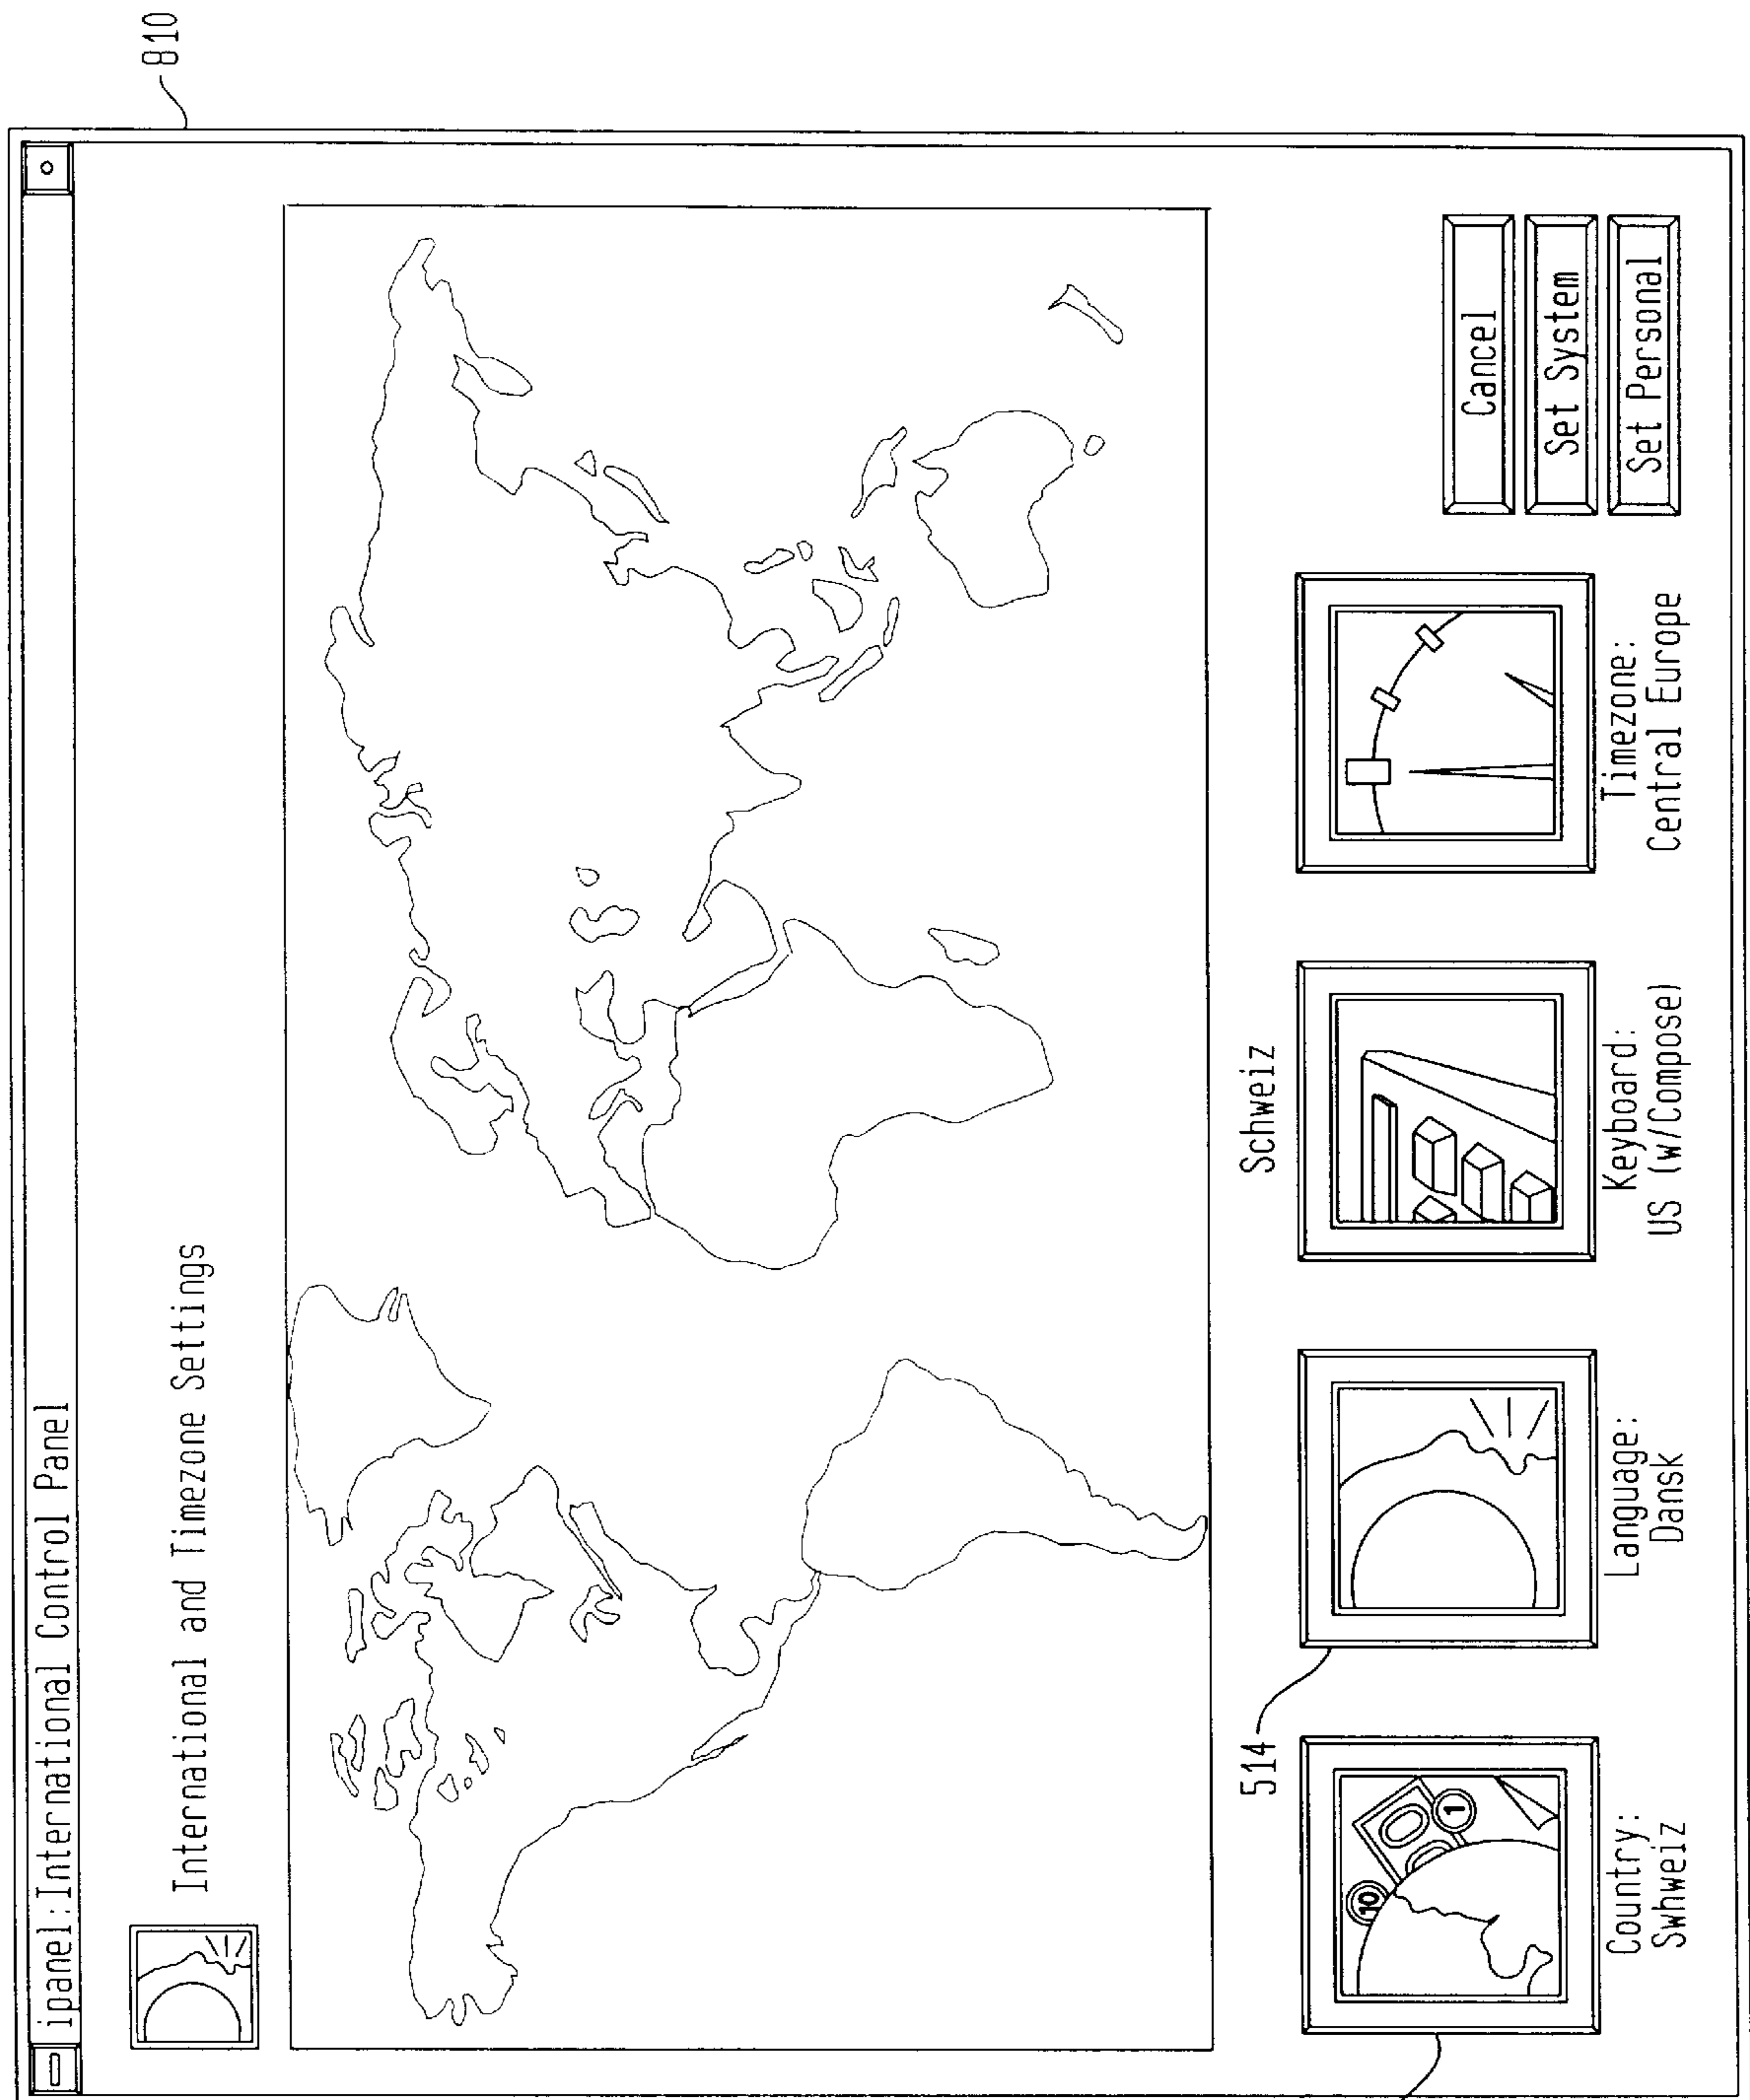 810
ipanel:International Control Panel
International and Timezone Settings
Schweiz
514
10
1
Country:
Swhweiz
Language:
Dansk
Keyboard:
US (w/Compose)
Timezone:
Central Europe
Cancel
Set System
Set Personal